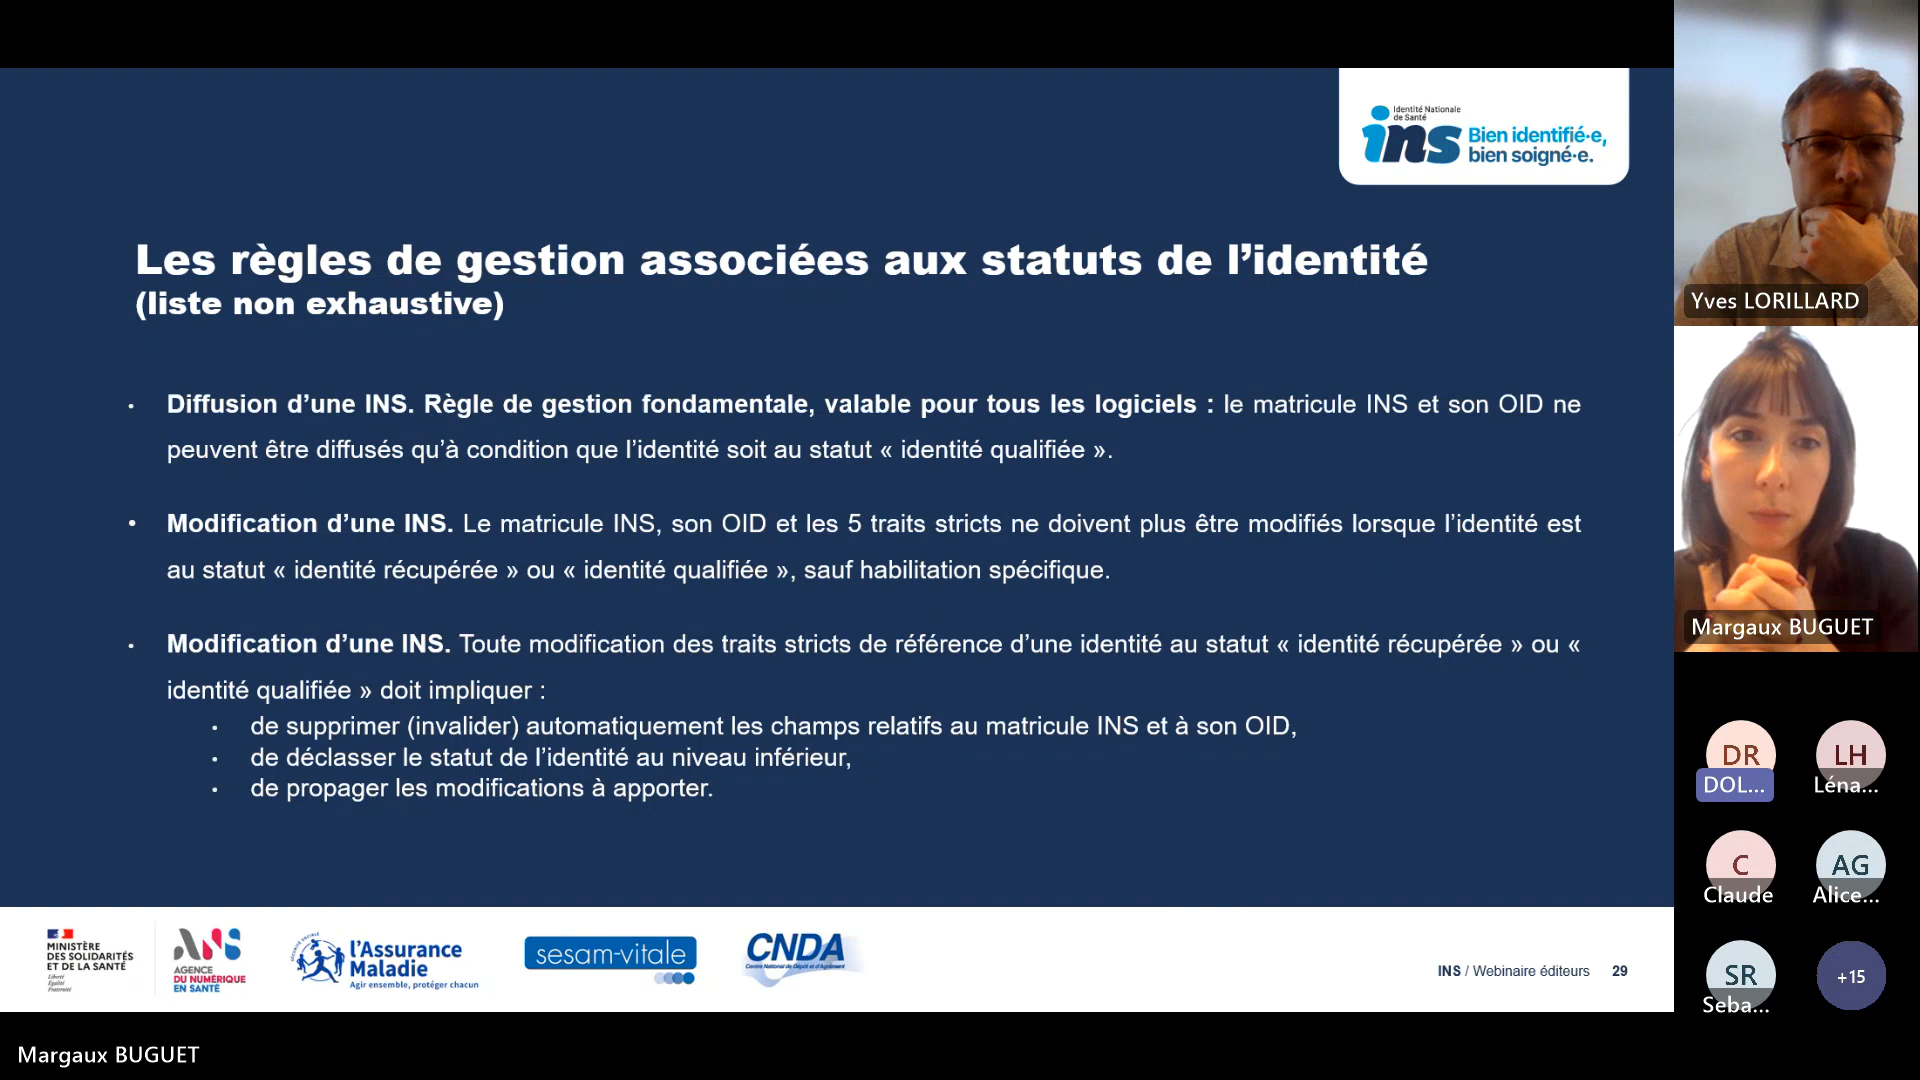 Identité Nationale
de Santé
ins
Bien identifié·e,
bien soigné·e.
Les règles de gestion associées aux statuts de l’identité
(liste non exhaustive)
• Diffusion d’une INS. Règle de gestion fondamentale, valable pour tous les logiciels : le matricule INS et son OID ne
peuvent être diffusés qu’à condition que l’identité soit au statut « identité qualifiée ».
• Modification d’une INS. Le matricule INS, son OID et les 5 traits stricts ne doivent plus être modifiés lorsque l’identité est
au statut « identité récupérée » ou « identité qualifiée », sauf habilitation spécifique.
• Modification d’une INS. Toute modification des traits stricts de référence d’une identité au statut « identité récupérée » ou «
identité qualifiée » doit impliquer :
• de supprimer (invalider) automatiquement les champs relatifs au matricule INS et à son OID,
• de déclasser le statut de l’identité au niveau inférieur,
• de propager les modifications à apporter.
MINISTÈRE
DES SOLIDARITÉS
ET DE LA SANTÉ
Liberté
Égalité
Fraternité
ANS
AGENCE
DU NUMÉRIQUE
EN SANTÉ
SÉCURITÉ SOCIALE
l’Assurance
Maladie
Agir ensemble, protéger chacun
sesam-vitale
CNDA
Centre National de Dépôt et d'Agrément
INS / Webinaire éditeurs 29
Yves LORILLARD
Margaux BUGUET
DR
DOL...
LH
Léna...
C
Claude
AG
Alice...
SR
Seba...
+15
Margaux BUGUET